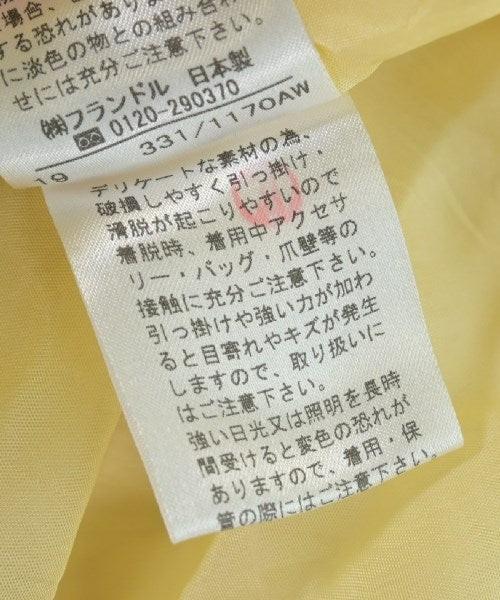 場合、
する恐れがありま
に淡色の物との組み合わ
せには充分ご注意下さい。
㈱フランドル 日本製
0120-290370
331/1170AW
19
デリケートな素材の為、
破損しやすく引っ掛け・
滑脱が起こりやすいので
着脱時、着用中アクセサ
リー・バッグ・爪壁等の
接触に充分ご注意下さい。
引っ掛けや強い力が加わ
ると目寄れやキズが発生
しますので、取り扱いに
はご注意下さい。
強い日光又は照明を長時
間受けると変色の恐れが
ありますので、着用・保
管の際にはご注意下さい。